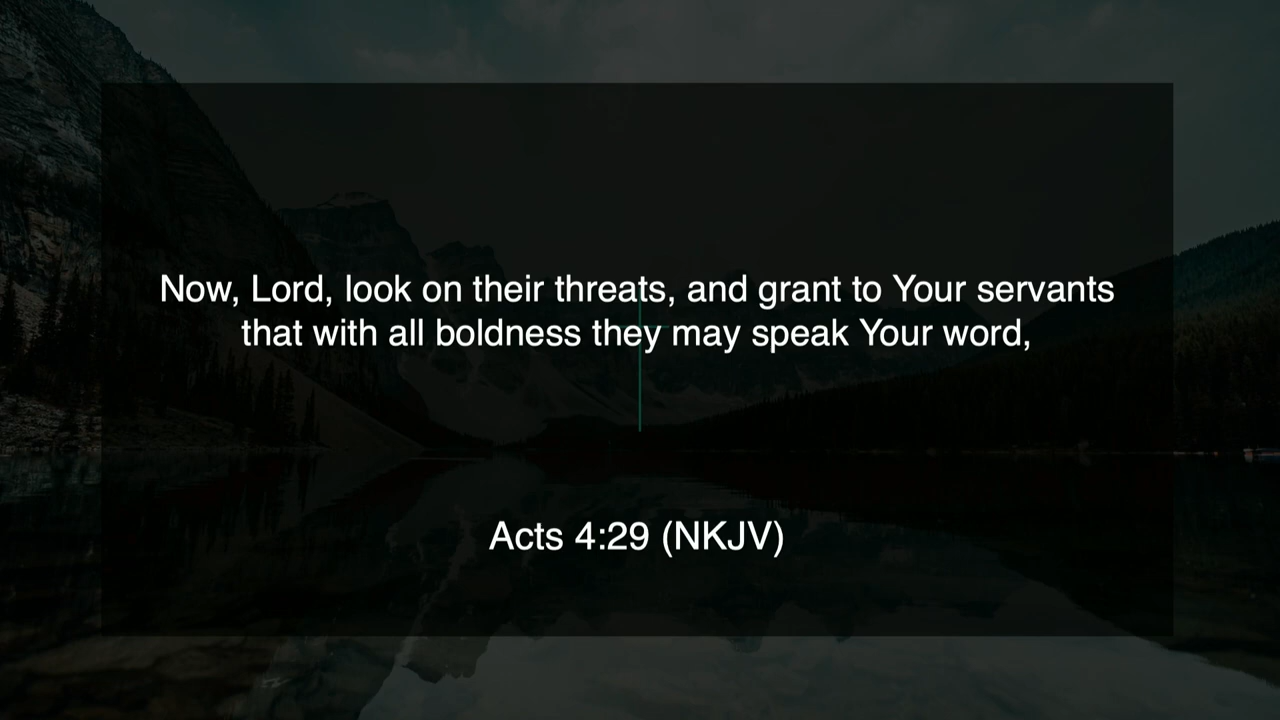 Now, Lord, look on their threats, and grant to Your servants
that with all boldness they may speak Your word,
Acts 4:29 (NKJV)